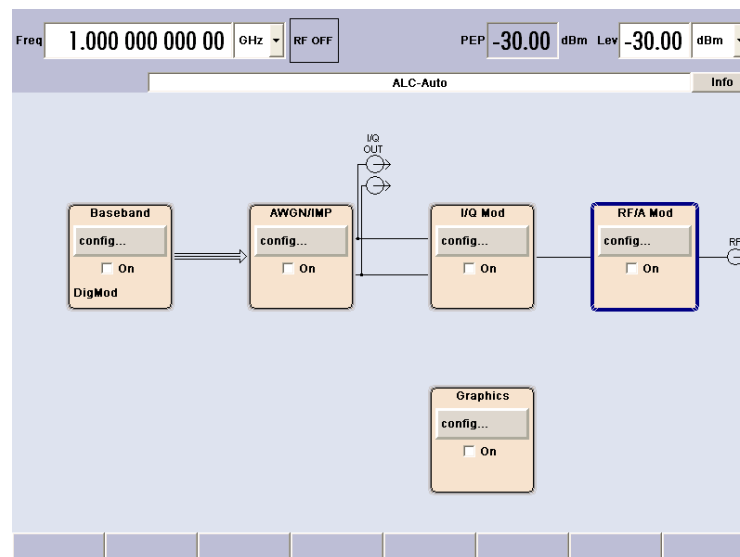 Freq 1.000 000 000 00 GHz RF OFF PEP -30.00 dBm Lev -30.00 dBm
ALC-Auto Info
I/Q
OUT
Baseband AWGN/IMP I/Q Mod RF/A Mod
config... config... config... config... RF
On On On On
DigMod
Graphics
config...
On